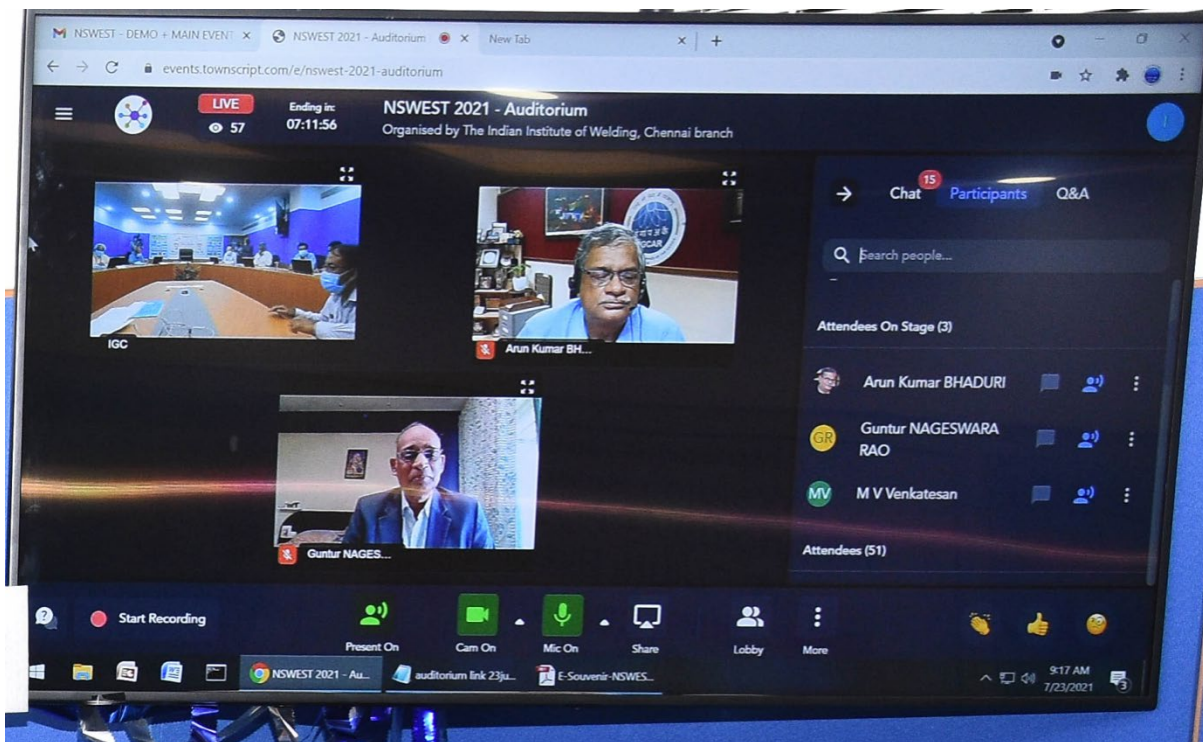 NSWEST - DEMO + MAIN EVENT
NSWEST 2021 - Auditorium
New Tab
events.townscript.com/e/nswest-2021-auditorium
LIVE
57
Ending in:
07:11:56
NSWEST 2021 - Auditorium
Organised by The Indian Institute of Welding, Chennai branch
IGC
IGCAR
Arun Kumar BH...
Guntur NAGES...
Chat
15
Participants
Q&A
Search people...
Attendees On Stage (3)
Arun Kumar BHADURI
GR
Guntur NAGESWARA
RAO
MV
M V Venkatesan
Attendees (51)
Start Recording
Present On
Cam On
Mic On
Share
Lobby
More
NSWEST 2021 - Au...
auditorium link 23ju...
E-Souvenir-NSWES...
9:17 AM
7/23/2021
3